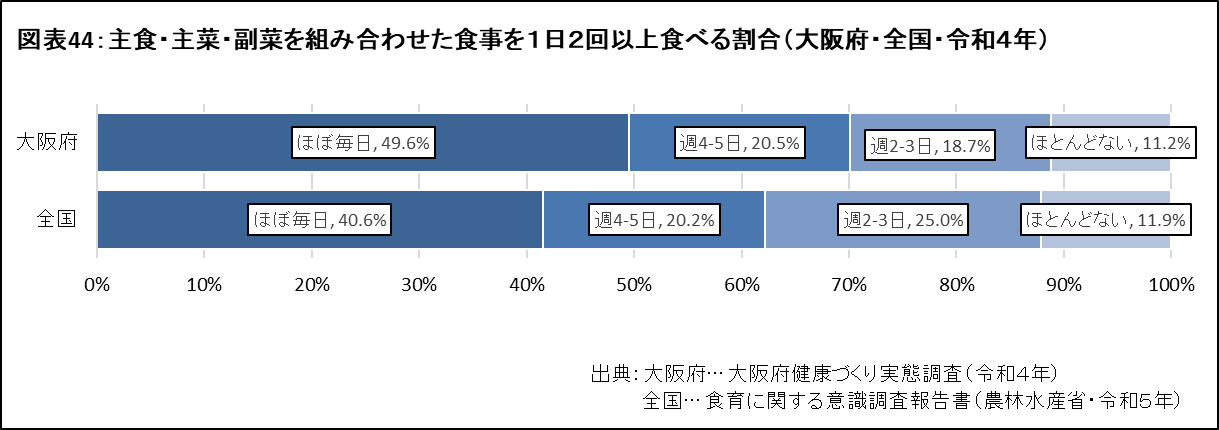 図表44：主食・主菜・副菜を組み合わせた食事を１日２回以上食べる割合（大阪府・全国・令和４年）
大阪府
ほぼ毎日, 49.6%
週4-5日, 20.5%
週2-3日, 18.7%
ほとんどない, 11.2%
全国
ほぼ毎日, 40.6%
週4-5日, 20.2%
週2-3日, 25.0%
ほとんどない, 11.9%
0% 10% 20% 30% 40% 50% 60% 70% 80% 90% 100%
出典：大阪府…大阪府健康づくり実態調査（令和４年）
全国…食育に関する意識調査報告書（農林水産省・令和５年）